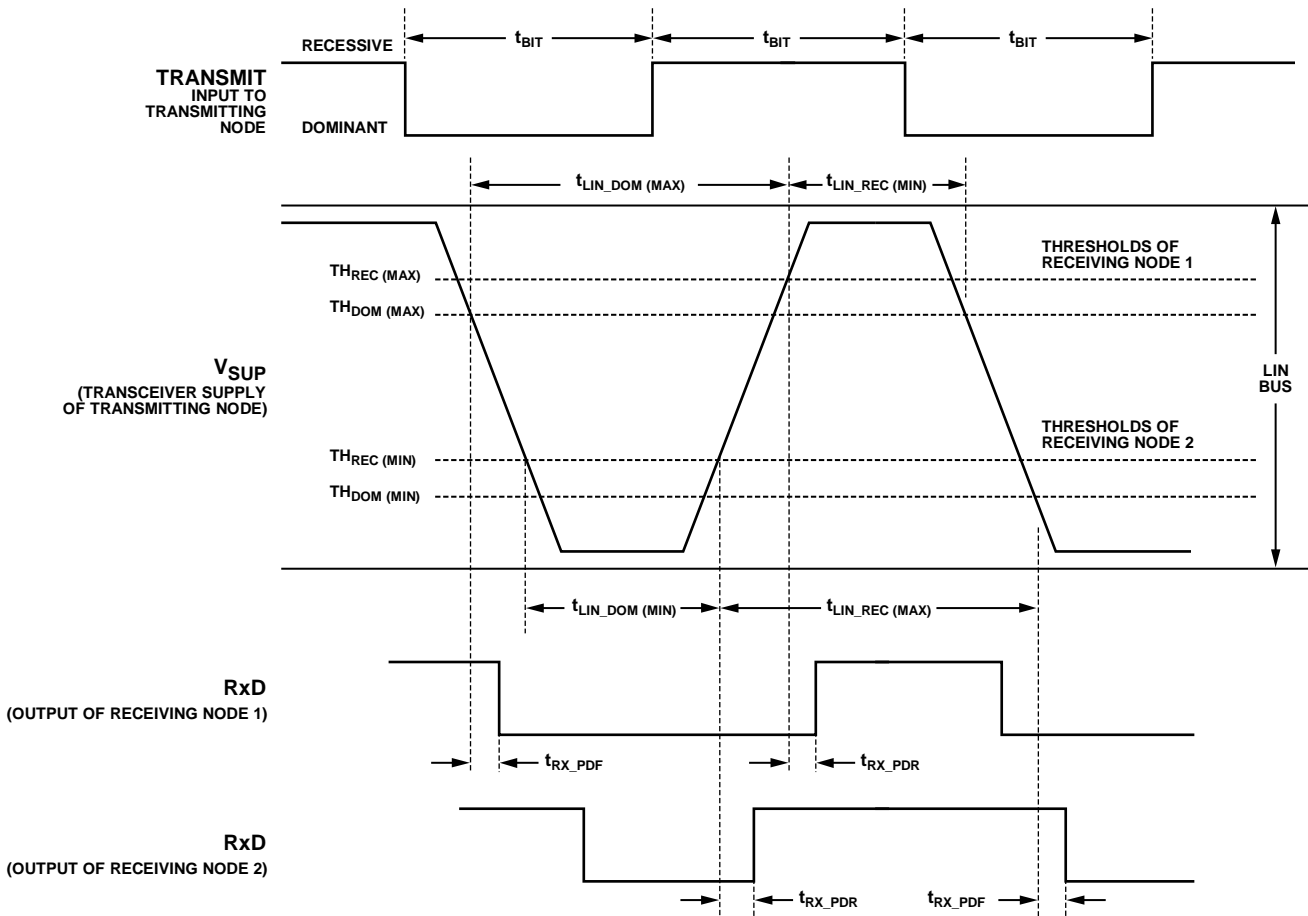 RECESSIVE
tBIT
tBIT
tBIT
TRANSMIT
INPUT TO
TRANSMITTING
NODE
DOMINANT
tLIN_DOM (MAX)
tLIN_REC (MIN)
THREC (MAX)
THDOM (MAX)
THRESHOLDS OF
RECEIVING NODE 1
VSUP
(TRANSCEIVER SUPPLY
OF TRANSMITTING NODE)
LIN
BUS
THRESHOLDS OF
RECEIVING NODE 2
THREC (MIN)
THDOM (MIN)
tLIN_DOM (MIN)
tLIN_REC (MAX)
RxD
(OUTPUT OF RECEIVING NODE 1)
tRX_PDF
tRX_PDR
RxD
(OUTPUT OF RECEIVING NODE 2)
tRX_PDR
tRX_PDF